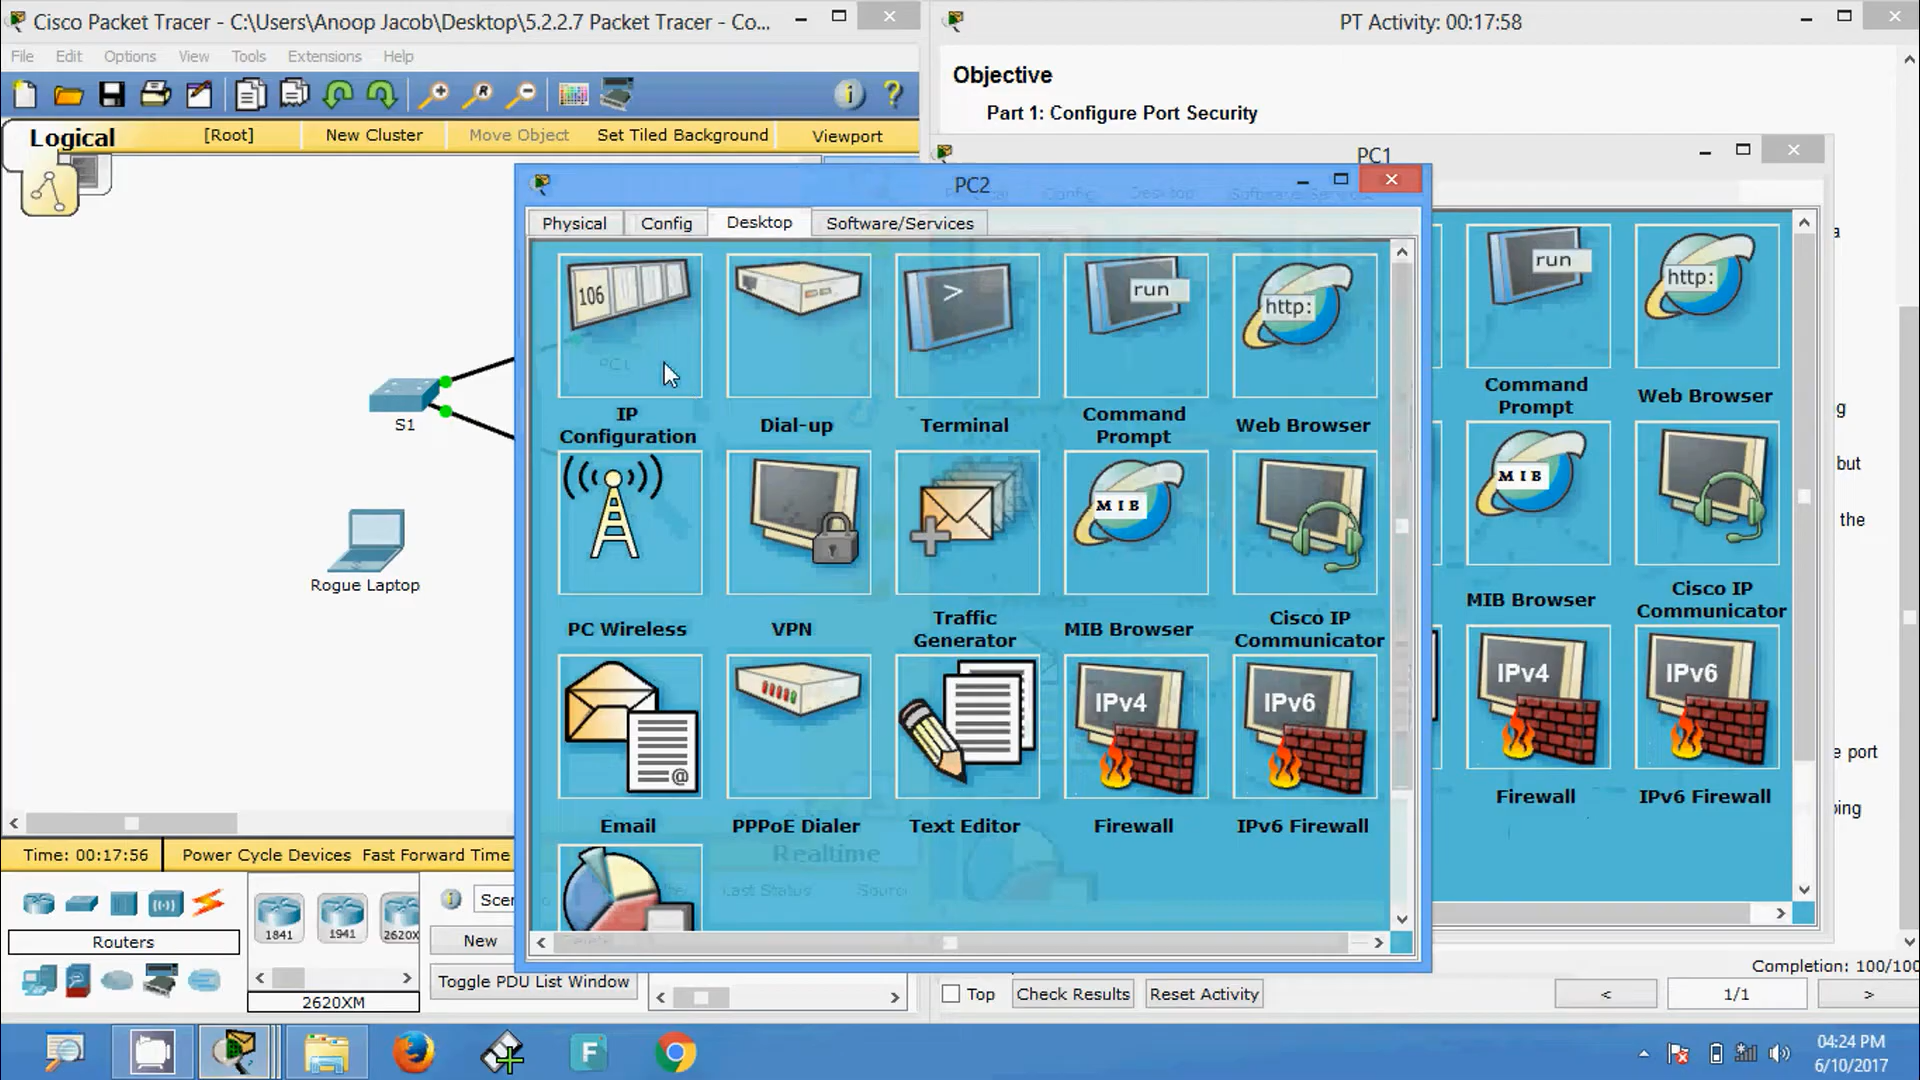 Cisco Packet Tracer - C:\Users\Anoop Jacob\Desktop\5.2.2.7 Packet Tracer - Co...
File Edit Options View Tools Extensions Help
Logical
[Root]
New Cluster
Move Object
Set Tiled Background
Viewport
S1
Rogue Laptop
Time: 00:17:56
Power Cycle Devices Fast Forward Time
Realtime
Last Status
Routers
1841
1941
2620X
2620XM
New
Toggle PDU List Window
PT Activity: 00:17:58
Objective
Part 1: Configure Port Security
PC1
run
http:
Command Prompt
Web Browser
MIB
MIB Browser
Cisco IP Communicator
IPv4
IPv6
Firewall
IPv6 Firewall
but
the
e port
Completion: 100/100
Top
Check Results
Reset Activity
<
1/1
>
PC2
Physical
Config
Desktop
Software/Services
106
>
run
http:
PC1
IP Configuration
Dial-up
Terminal
Command Prompt
Web Browser
MIB
PC Wireless
VPN
Traffic Generator
MIB Browser
Cisco IP Communicator
@
IPv4
IPv6
Email
PPPoE Dialer
Text Editor
Firewall
IPv6 Firewall
F
04:24 PM
6/10/2017